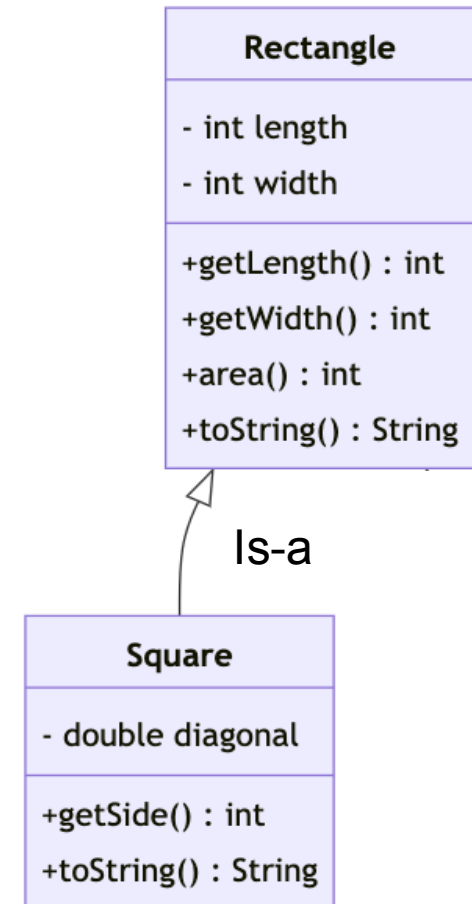 Rectangle
- int length
- int width
+getLength() : int
+getWidth() : int
+area() : int
+toString() : String
Is-a
Square
- double diagonal
+getSide() : int
+toString() : String